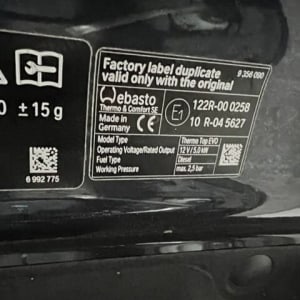 Factory label duplicate
valid only with the original
9 256 090
Webasto
Thermo & Comfort SE
Made in
Germany
E1
122R-00 0258
10 R-04 5627
CE
Model Type
Thermo Top EVO
Operating Voltage/Rated Output
12 V / 5.0 kW
Fuel Type
Diesel
Working Pressure
max. 2,5 bar
0 ± 15 g
6 992 775